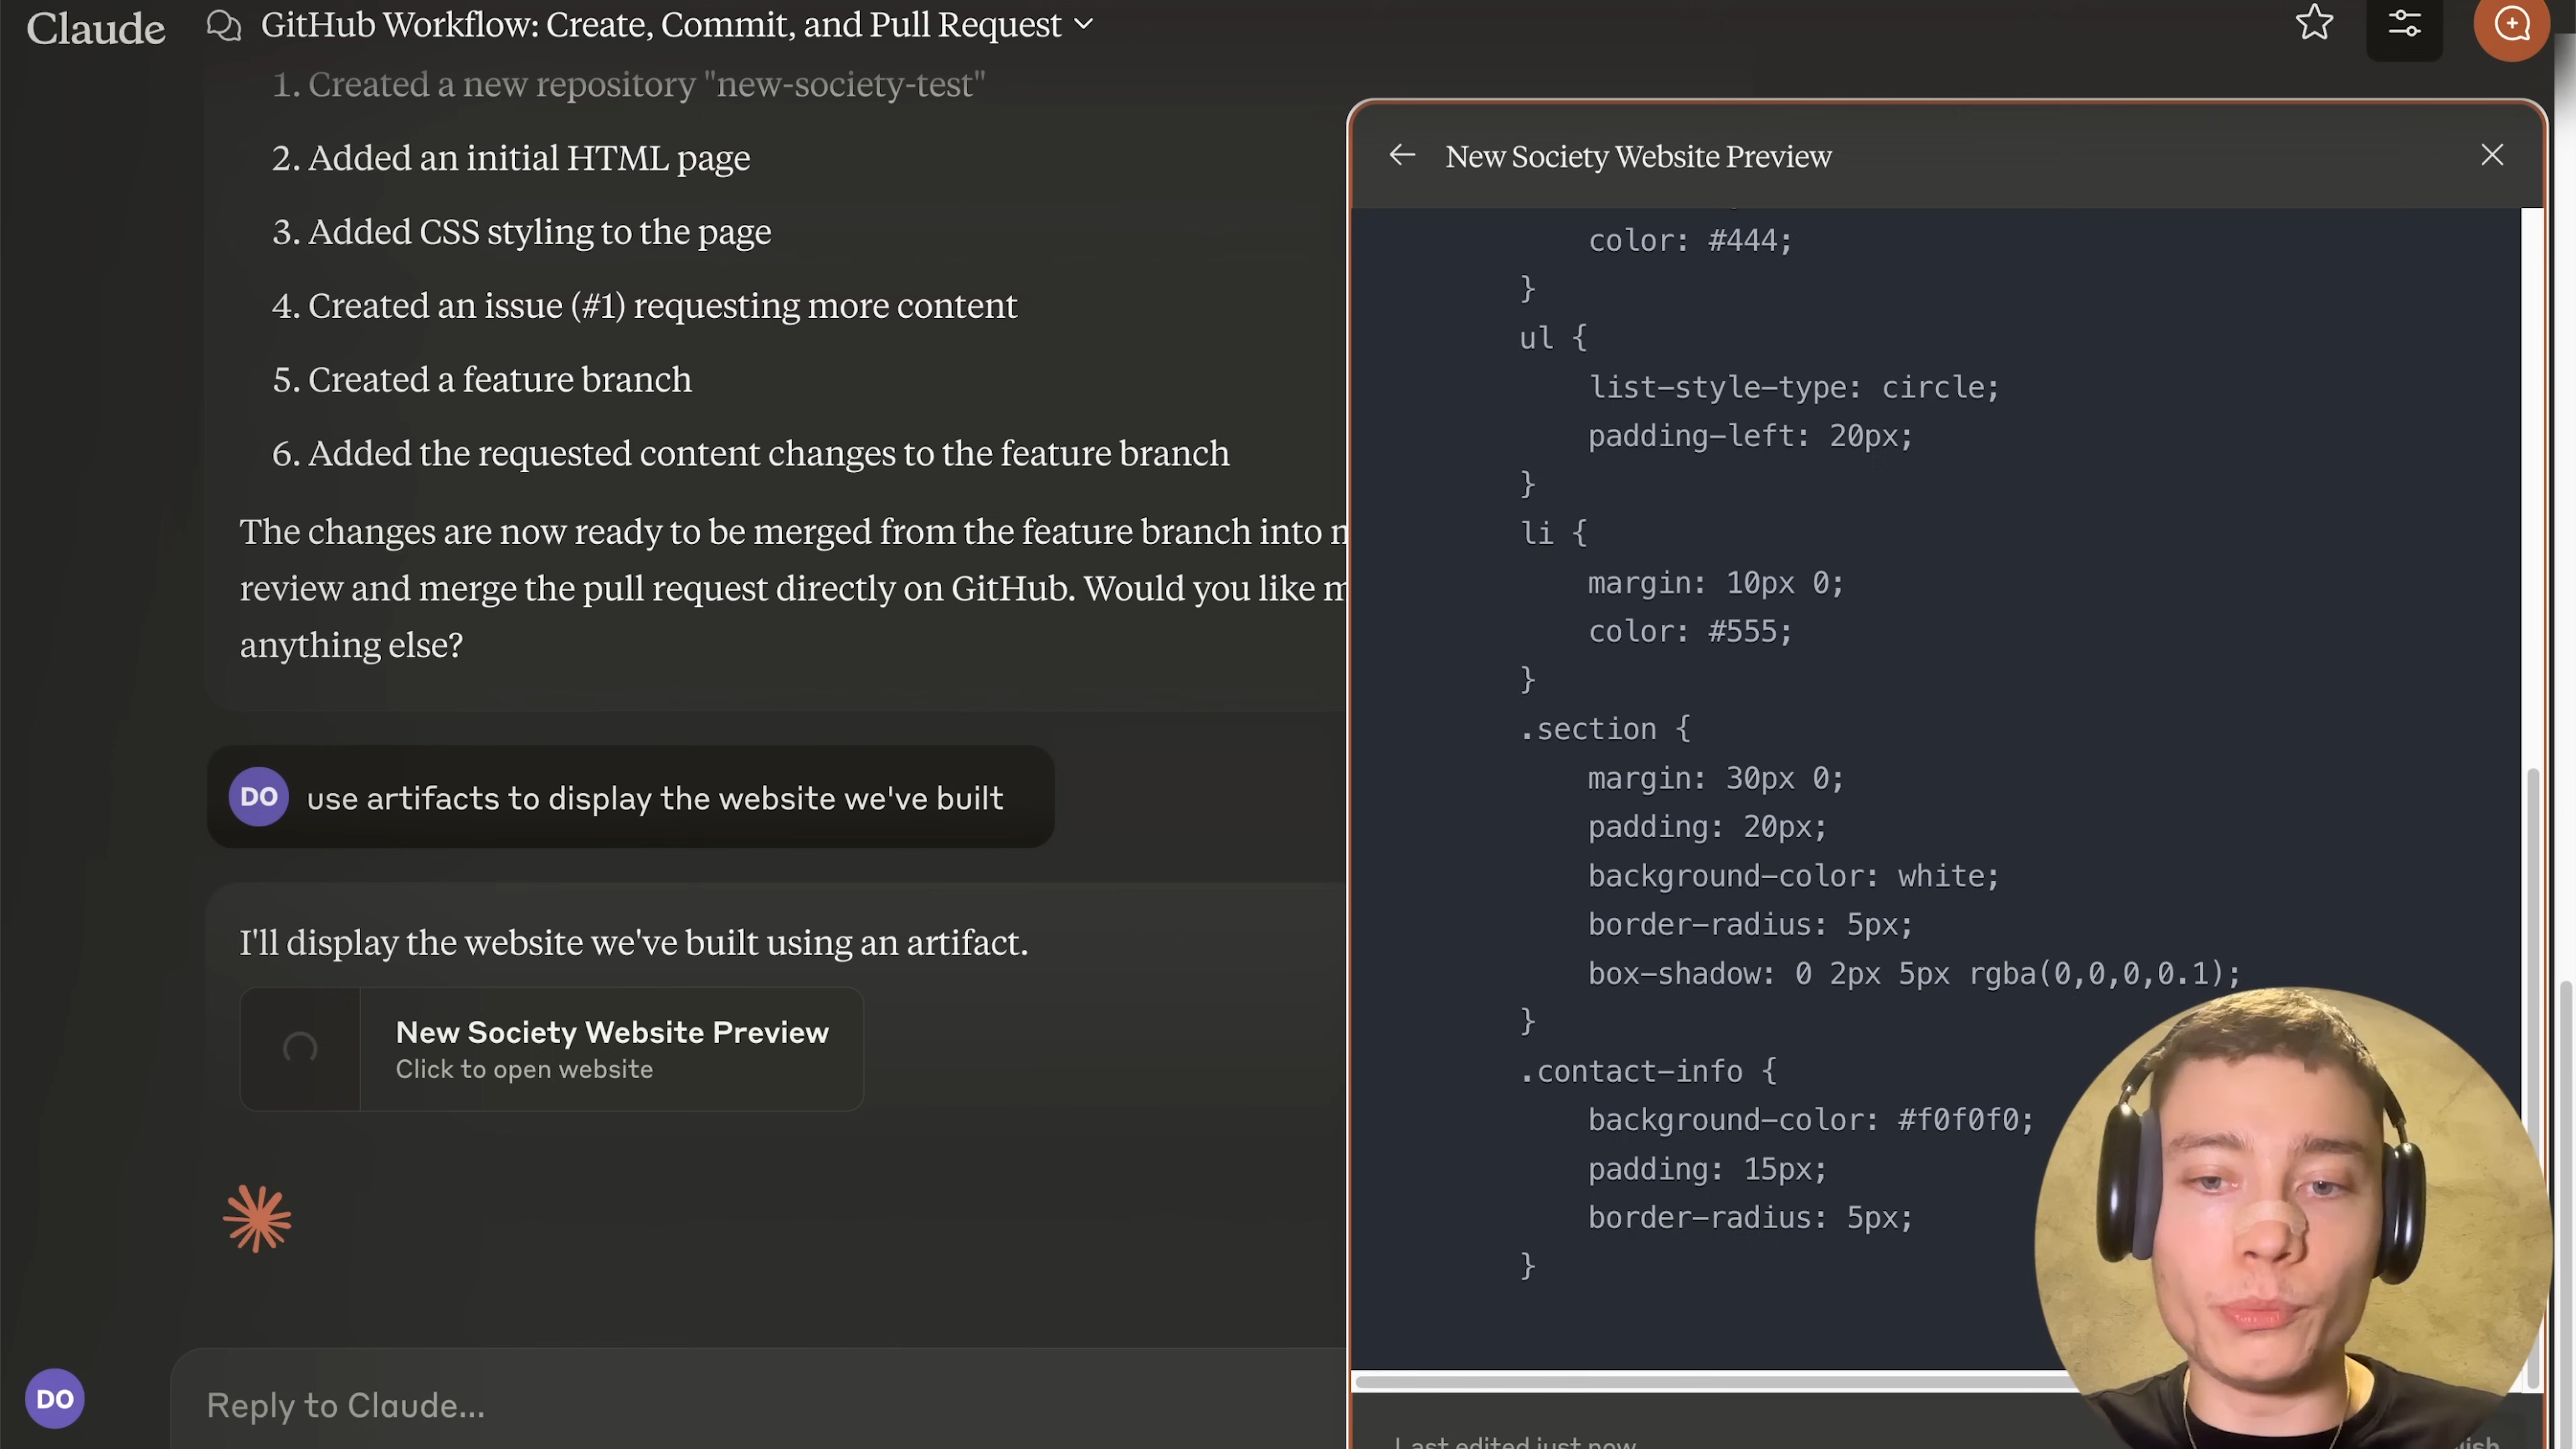 Claude
GitHub Workflow: Create, Commit, and Pull Request
1. Created a new repository "new-society-test"
2. Added an initial HTML page
3. Added CSS styling to the page
4. Created an issue (#1) requesting more content
5. Created a feature branch
6. Added the requested content changes to the feature branch
The changes are now ready to be merged from the feature branch into
review and merge the pull request directly on GitHub. Would you like
anything else?
DO
use artifacts to display the website we've built
I'll display the website we've built using an artifact.
New Society Website Preview
Click to open website
DO
Reply to Claude...
New Society Website Preview
color: #444;
}
ul {
list-style-type: circle;
padding-left: 20px;
}
li {
margin: 10px 0;
color: #555;
}
.section {
margin: 30px 0;
padding: 20px;
background-color: white;
border-radius: 5px;
box-shadow: 0 2px 5px rgba(0,0,0,0.1);
}
.contact-info {
background-color: #f0f0f0;
padding: 15px;
border-radius: 5px;
}
Last edited just now